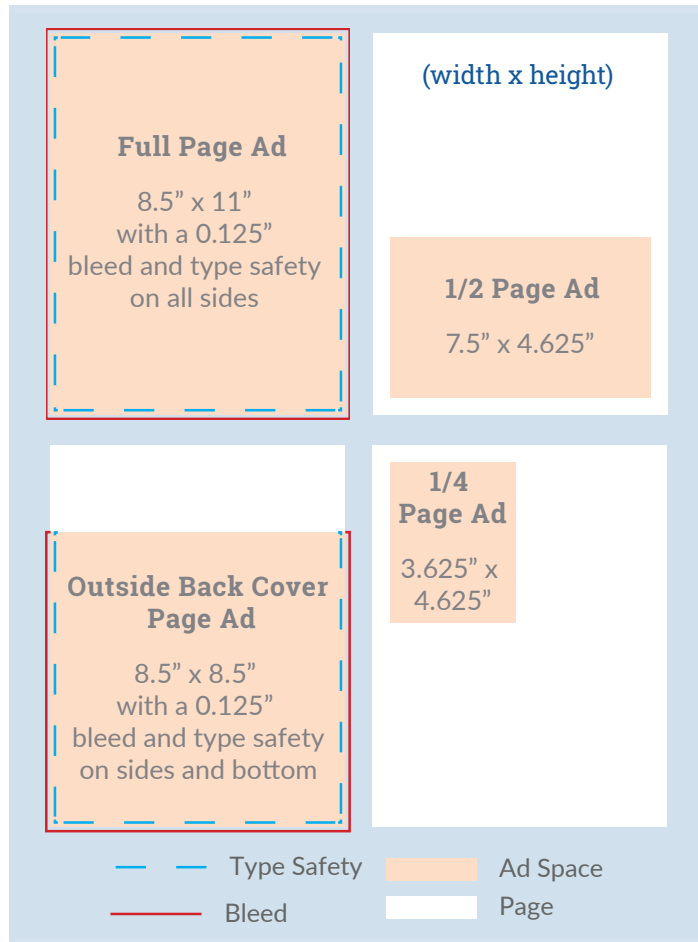 Full Page Ad
8.5” x 11”
with a 0.125”
bleed and type safety
on all sides
(width x height)
1/2 Page Ad
7.5” x 4.625”
Outside Back Cover
Page Ad
8.5” x 8.5”
with a 0.125”
bleed and type safety
on sides and bottom
1/4
Page Ad
3.625” x
4.625”
Type Safety
Ad Space
Bleed
Page